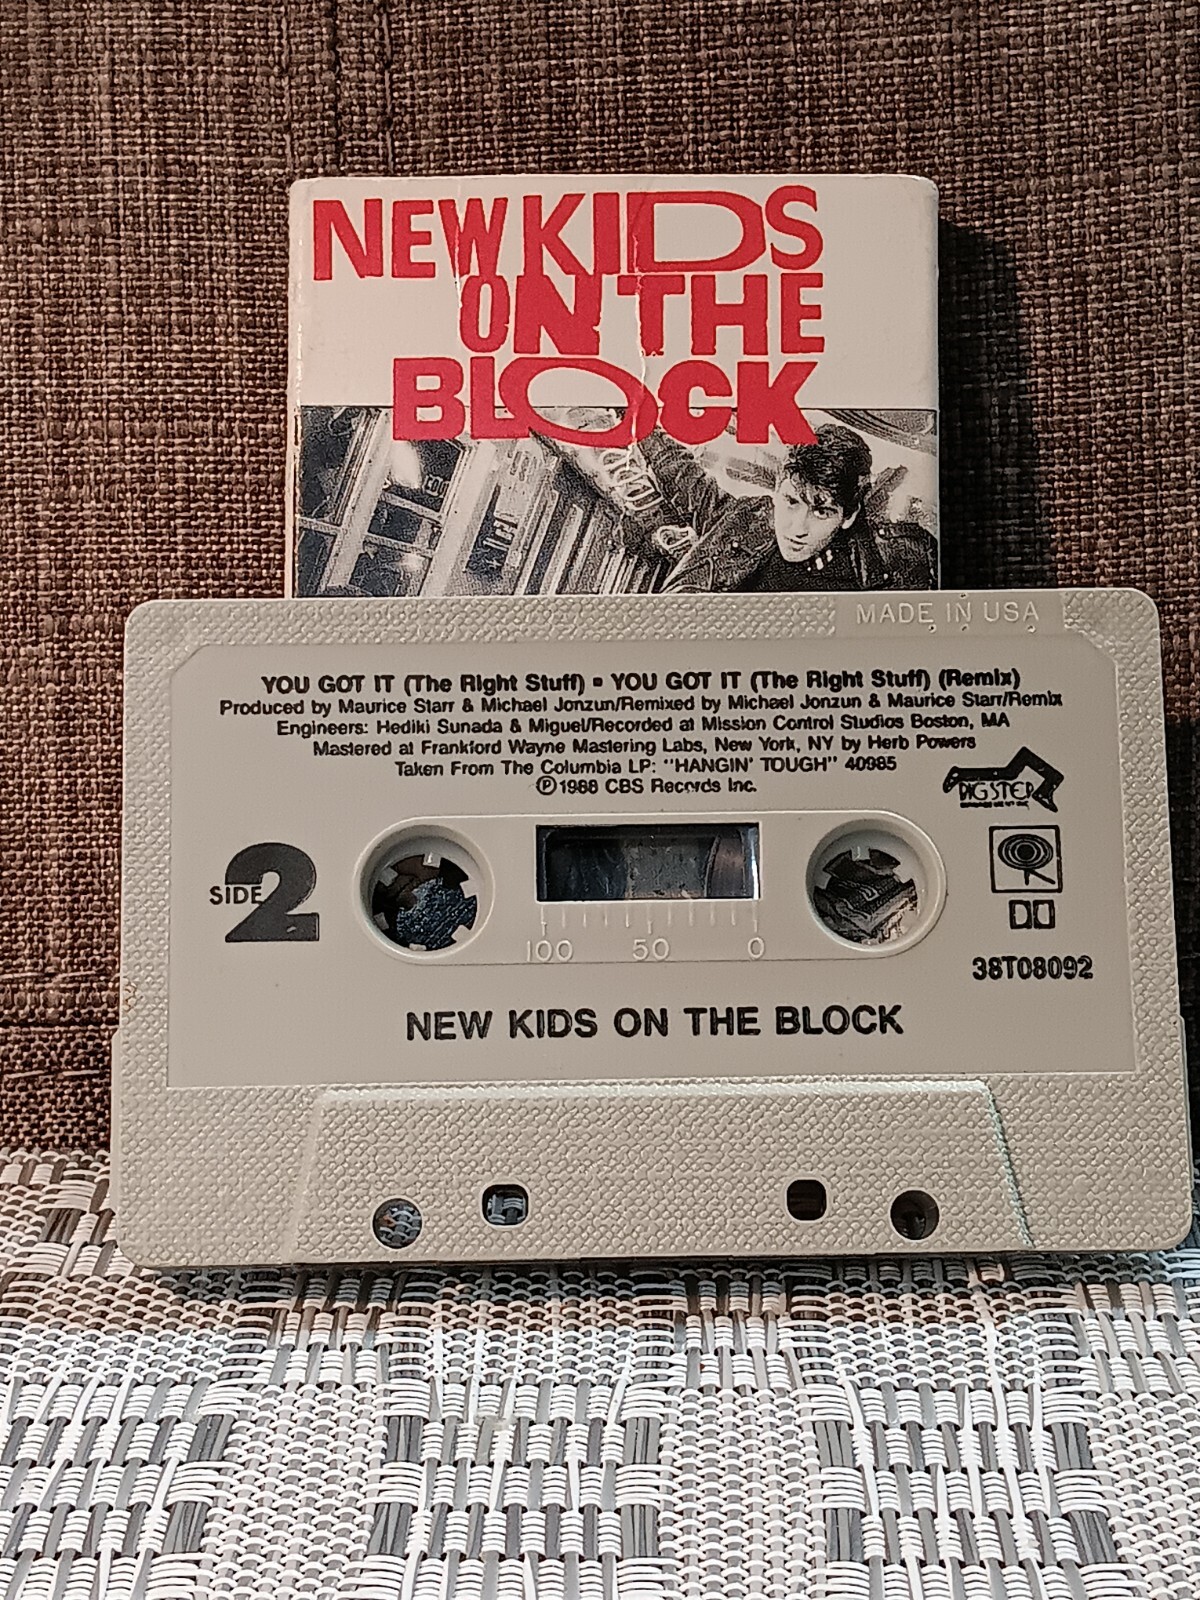 NEW KIDS
ON THE
BLOCK
MADE IN USA
YOU GOT IT (The Right Stuff) ▪ YOU GOT IT (The Right Stuff) (Remix)
Produced by Maurice Starr & Michael Jonzun/Remixed by Michael Jonzun & Maurice Starr/Remix
Engineers: Hediki Sunada & Miguel/Recorded at Mission Control Studios Boston, MA
Mastered at Frankford Wayne Mastering Labs, New York, NY by Herb Powers
Taken From The Columbia LP: "HANGIN' TOUGH" 40985
Ⓟ1988 CBS Records Inc.
BIG STEP
SIDE 2
100 50 0
38T08092
NEW KIDS ON THE BLOCK